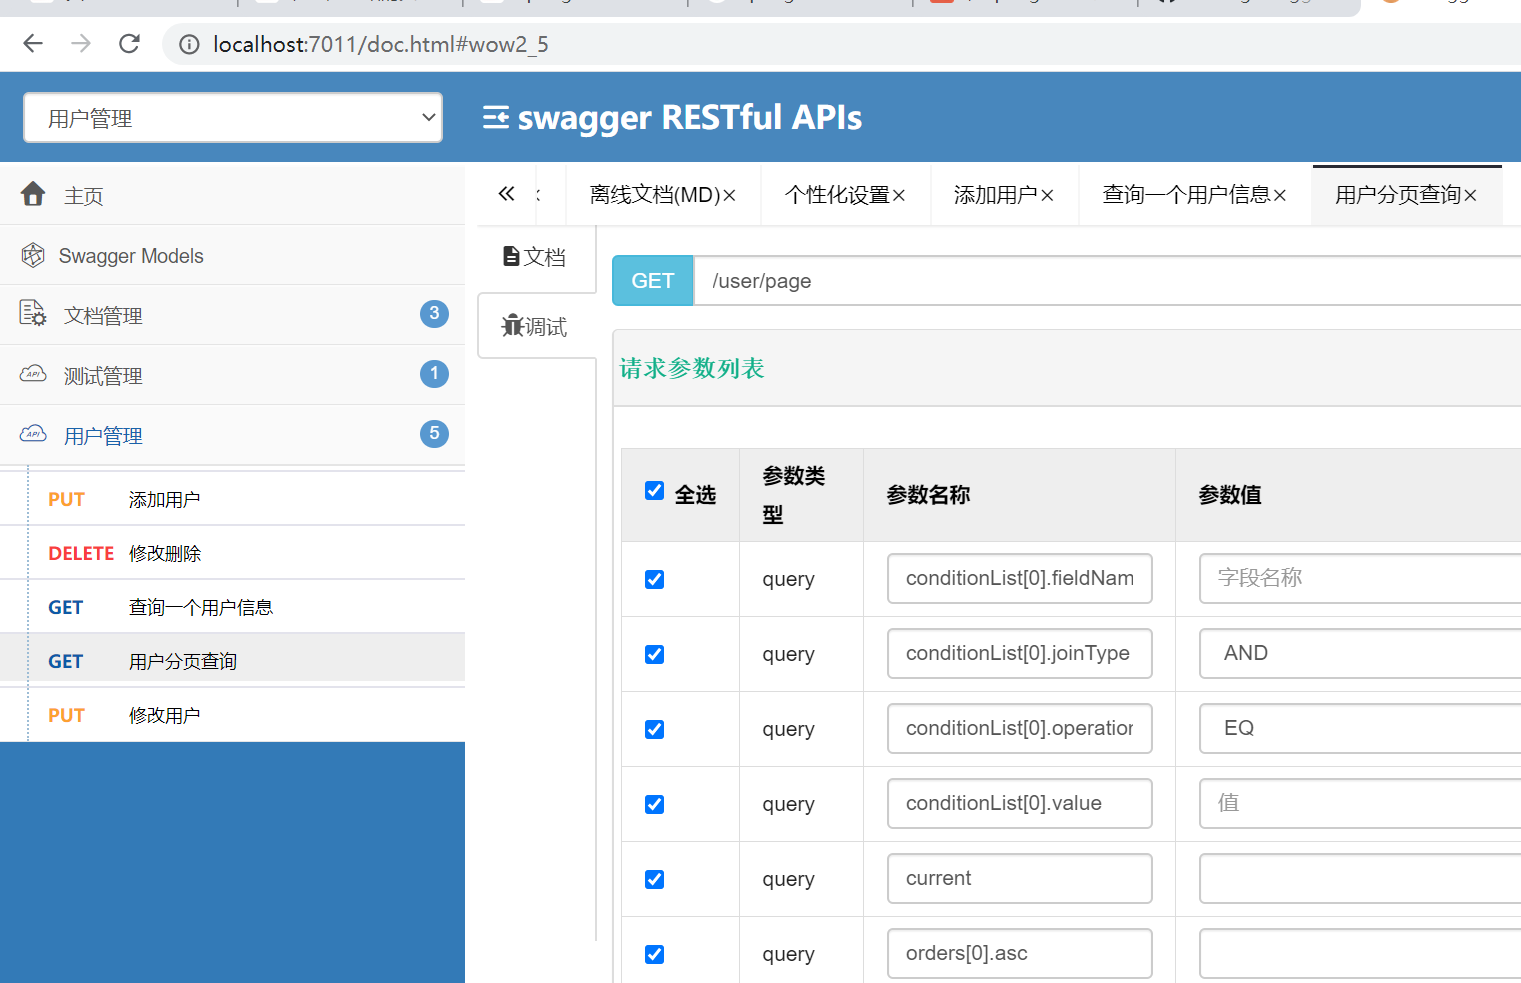 localhost:7011/doc.html#wow2_5
用户管理
swagger RESTful APIs
主页
Swagger Models
文档管理 3
测试管理 1
用户管理 5
PUT 添加用户
DELETE 修改删除
GET 查询一个用户信息
GET 用户分页查询
PUT 修改用户
离线文档(MD)×
个性化设置×
添加用户×
查询一个用户信息×
用户分页查询×
文档
调试
GET /user/page
请求参数列表
全选 参数类型 参数名称 参数值
query conditionList[0].fieldNam 字段名称
query conditionList[0].joinType AND
query conditionList[0].operation EQ
query conditionList[0].value 值
query current
query orders[0].asc